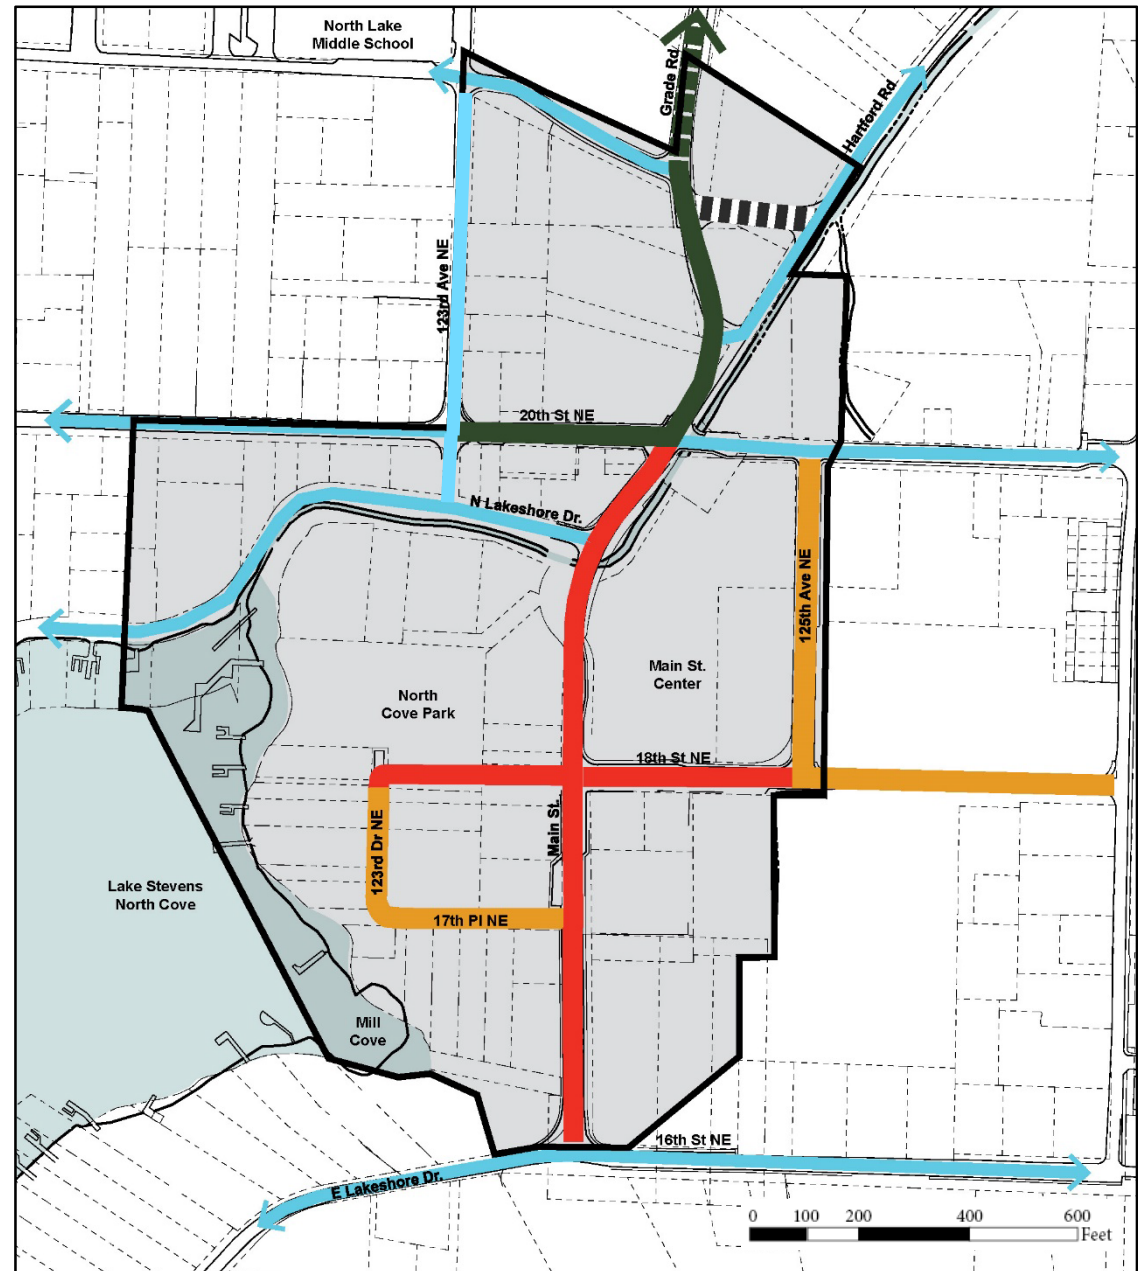 North Lake
Middle School
Grade Rd.
Hartford Rd.
123rd Ave NE
20th St NE
N Lakeshore Dr.
125th Ave NE
Main St.
Center
North
Cove Park
18th St NE
Main St.
123rd Dr NE
17th Pl NE
Lake Stevens
North Cove
Mill
Cove
16th St NE
E Lakeshore Dr.
0 100 200 400 600
Feet